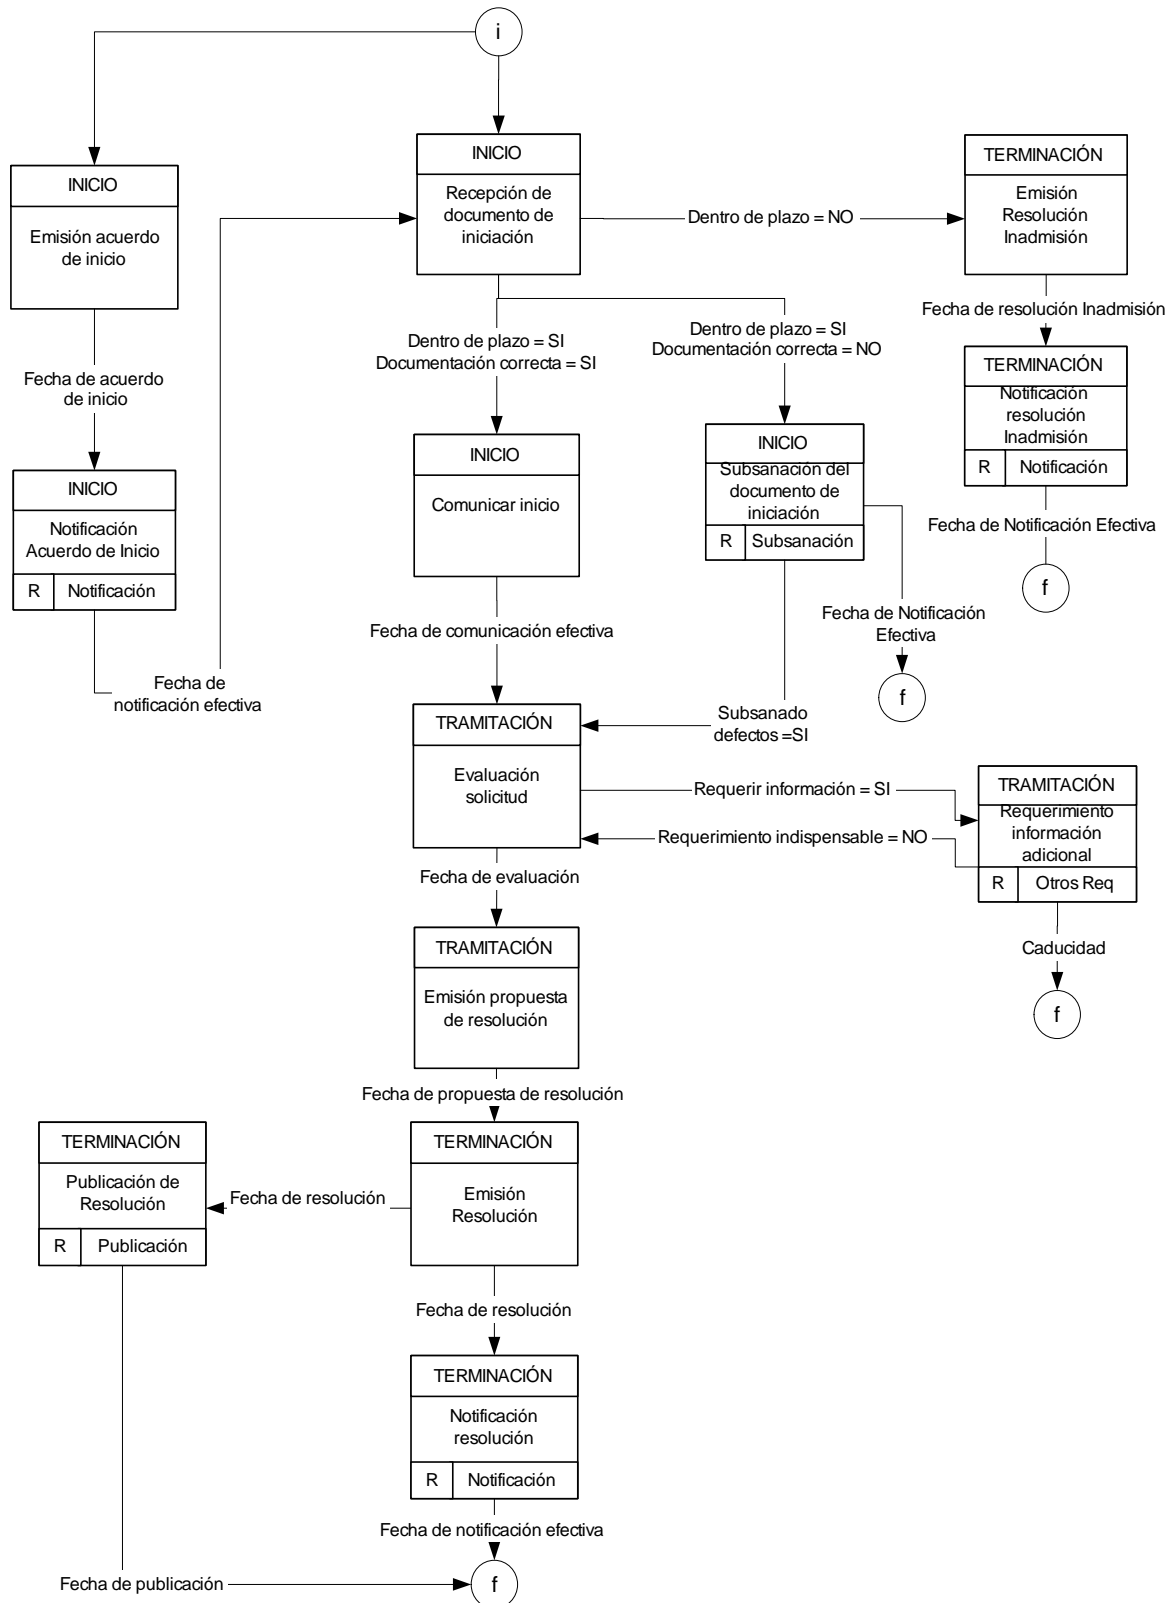 i
INICIO
Emisión acuerdo
de inicio
Fecha de acuerdo
de inicio
INICIO
Notificación
Acuerdo de Inicio
R
Notificación
Fecha de
notificación efectiva
INICIO
Recepción de
documento de
iniciación
Dentro de plazo = NO
TERMINACIÓN
Emisión
Resolución
Inadmisión
Fecha de resolución Inadmisión
TERMINACIÓN
Notificación
resolución
Inadmisión
R
Notificación
Fecha de Notificación Efectiva
f
Dentro de plazo = SI
Documentación correcta = SI
Dentro de plazo = SI
Documentación correcta = NO
INICIO
Comunicar inicio
Fecha de comunicación efectiva
INICIO
Subsanación del
documento de
iniciación
R
Subsanación
Fecha de Notificación
Efectiva
f
Subsanado
defectos =SI
TRAMITACIÓN
Evaluación
solicitud
Requerir información = SI
Requerimiento indispensable = NO
TRAMITACIÓN
Requerimiento
información
adicional
R
Otros Req
Caducidad
f
Fecha de evaluación
TRAMITACIÓN
Emisión propuesta
de resolución
Fecha de propuesta de resolución
TERMINACIÓN
Emisión
Resolución
Fecha de resolución
TERMINACIÓN
Publicación de
Resolución
R
Publicación
Fecha de resolución
TERMINACIÓN
Notificación
resolución
R
Notificación
Fecha de notificación efectiva
Fecha de publicación
f